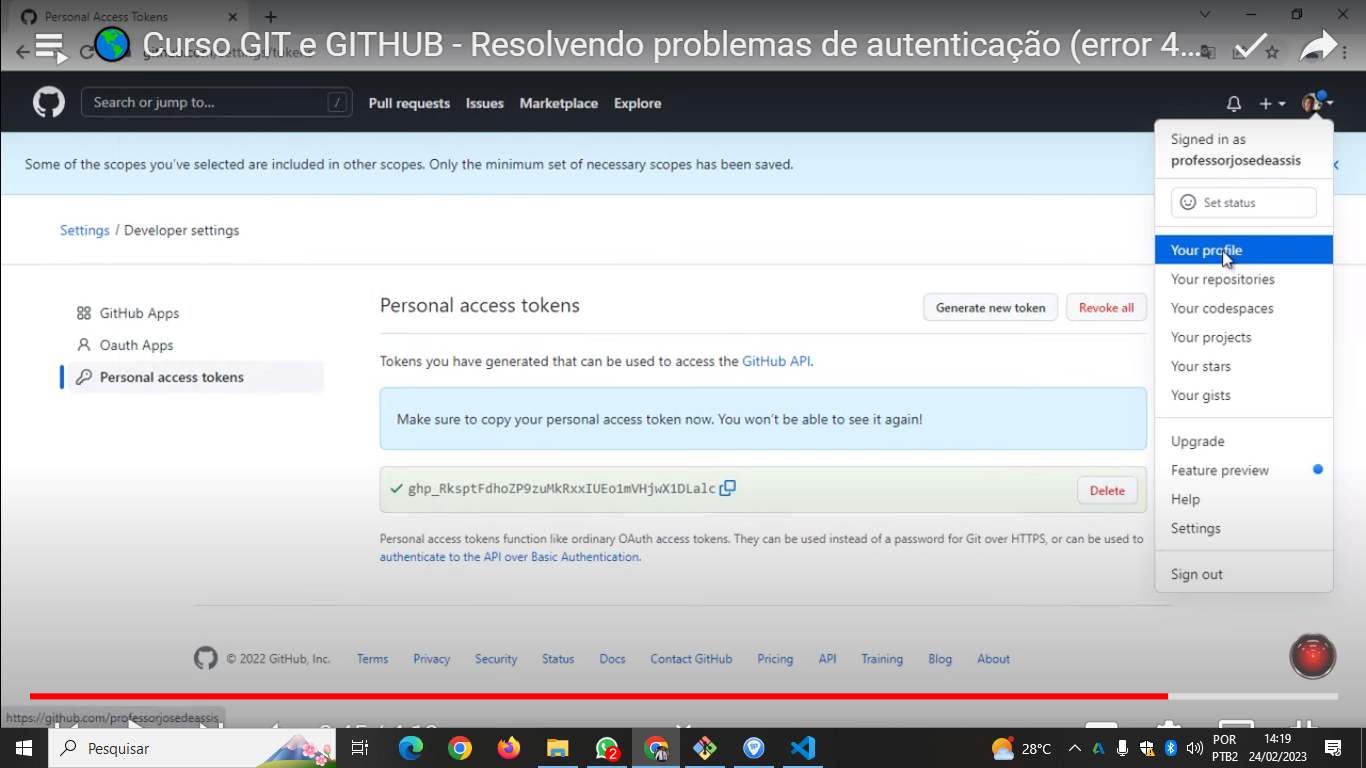 Personal Access Tokens
Curso GIT e GITHUB - Resolvendo problemas de autenticação (error 4...
Search or jump to... /
Pull requests Issues Marketplace Explore
Signed in as
professorjosedeassis
Some of the scopes you've selected are included in other scopes. Only the minimum set of necessary scopes has been saved.
Set status
Settings / Developer settings
Your profile
Your repositories
Your codespaces
Your projects
Your stars
Your gists
Upgrade
Feature preview
Help
Settings
Sign out
GitHub Apps
Oauth Apps
Personal access tokens
Personal access tokens
Generate new token Revoke all
Tokens you have generated that can be used to access the GitHub API.
Make sure to copy your personal access token now. You won't be able to see it again!
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 Delete
Personal access tokens function like ordinary OAuth access tokens. They can be used instead of a password for Git over HTTPS, or can be used to
authenticate to the API over Basic Authentication.
© 2022 GitHub, Inc. Terms Privacy Security Status Docs Contact GitHub Pricing API Training Blog About
https://github.com/professorjosedeassis
Pesquisar
2
28°C
POR
PTB2
14:19
24/02/2023